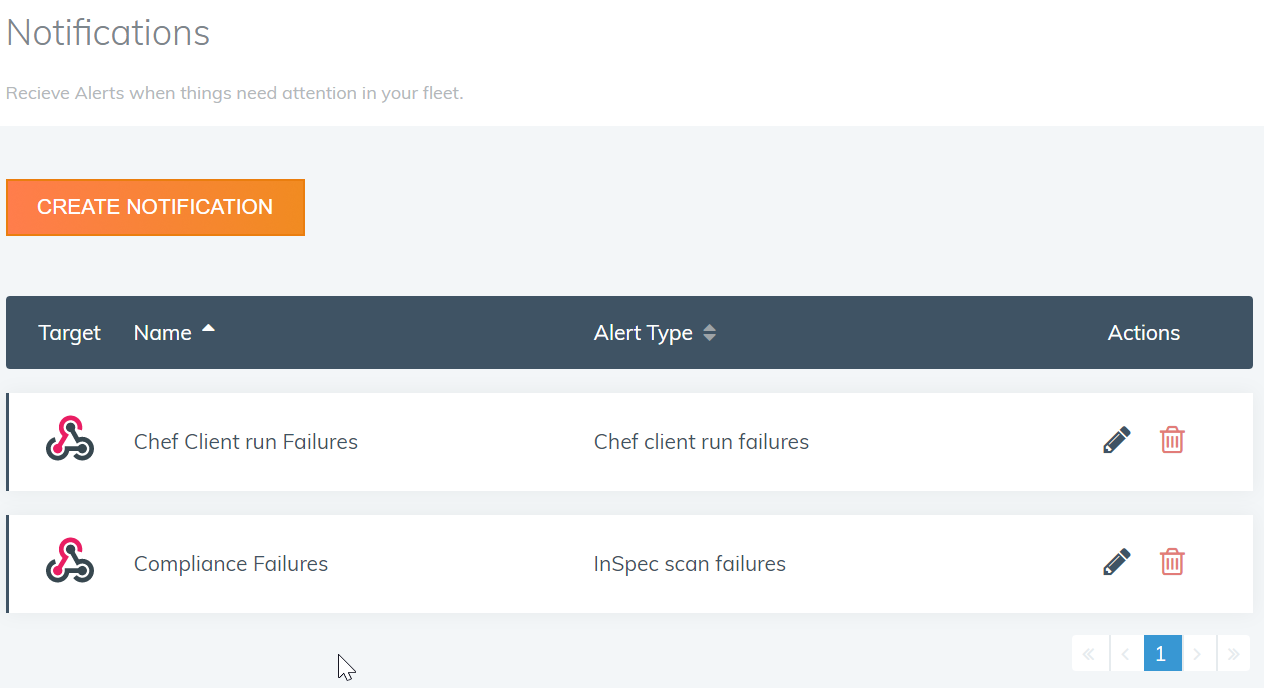 Notifications
Recieve Alerts when things need attention in your fleet.
CREATE NOTIFICATION
Target Name Alert Type Actions
Chef Client run Failures Chef client run failures
Compliance Failures InSpec scan failures
« ‹ 1 › »